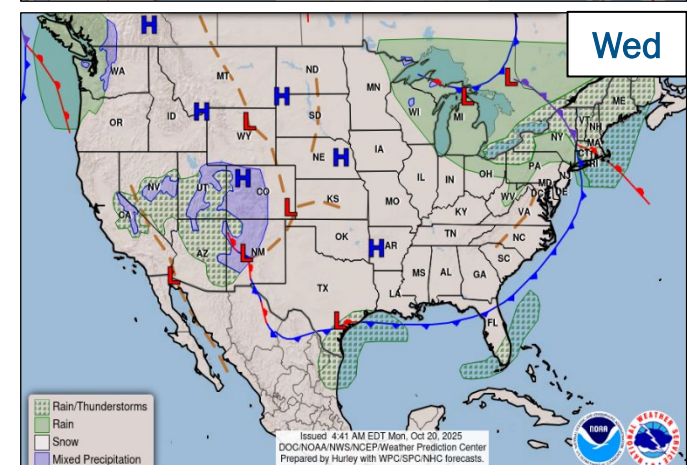 Wed
H
WA
MT
ND
MN
ME
OR
ID
H
H
SD
WI
L
L
MI
VT
NH
NY
MA
CT
L
WY
NE
H
IA
PA
NJ
OH
IL
IN
NV
UT
H
CO
MD
DE
DC
WV
VA
CA
L
KS
MO
KY
NC
TN
OK
H
AR
SC
AZ
L
NM
MS
AL
GA
L
TX
LA
L
FL
Rain/Thunderstorms
Rain
Snow
Mixed Precipitation
Issued 4:41 AM EDT Mon, Oct 20, 2025
DOC/NOAA/NWS/NCEP/Weather Prediction Center
Prepared by Hurley with WPC/SPC/NHC forecasts.
NOAA
NATIONAL WEATHER SERVICE